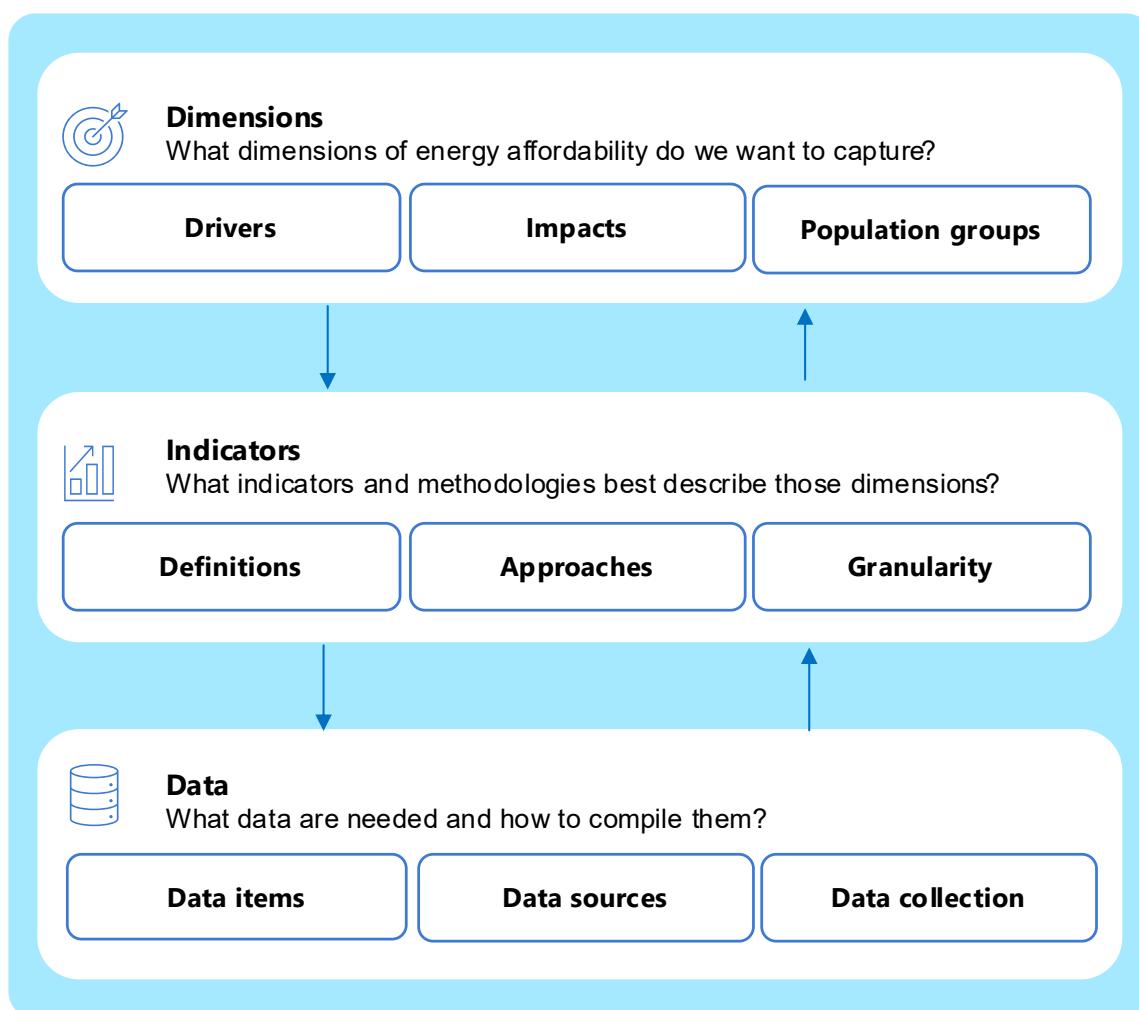 Dimensions
What dimensions of energy affordability do we want to capture?
Drivers
Impacts
Population groups
Indicators
What indicators and methodologies best describe those dimensions?
Definitions
Approaches
Granularity
Data
What data are needed and how to compile them?
Data items
Data sources
Data collection